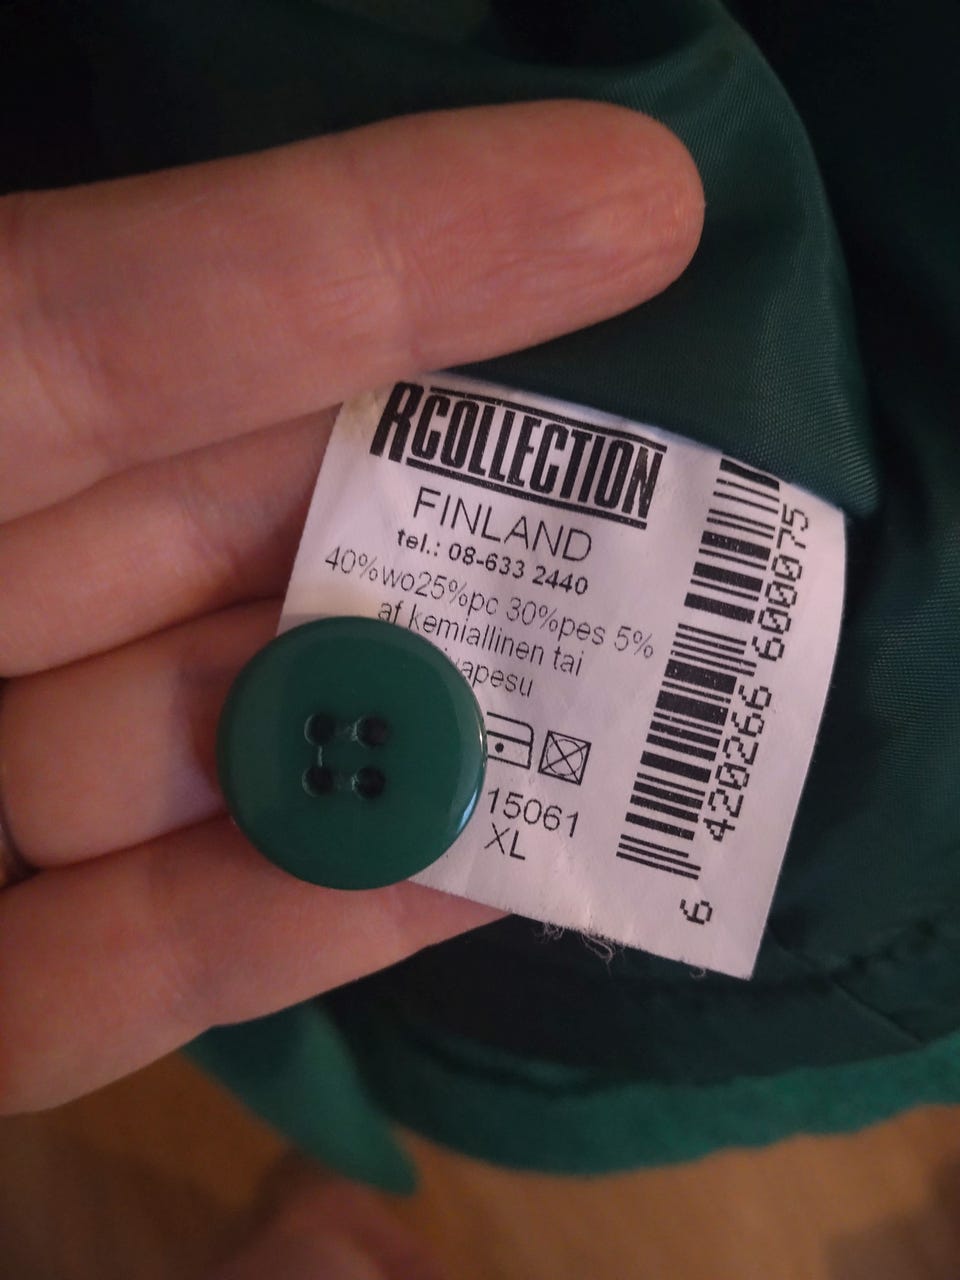 RCOLLECTION
FINLAND
tel.: 08-633 2440
40%wo25%pc 30%pes 5%
af kemiallinen tai
15061
XL
6 420266 600075